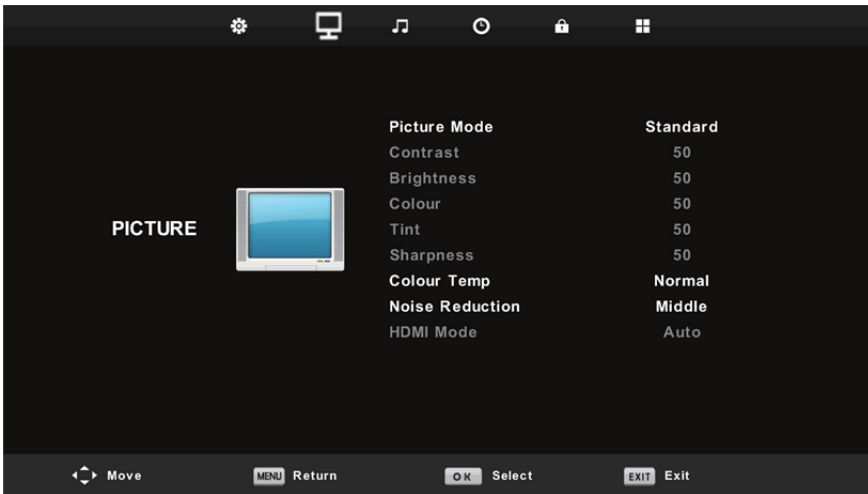 Picture Mode Standard
Contrast 50
Brightness 50
Colour 50
PICTURE
Tint 50
Sharpness 50
Colour Temp Normal
Noise Reduction Middle
HDMI Mode Auto
Move MENU Return OK Select EXIT Exit